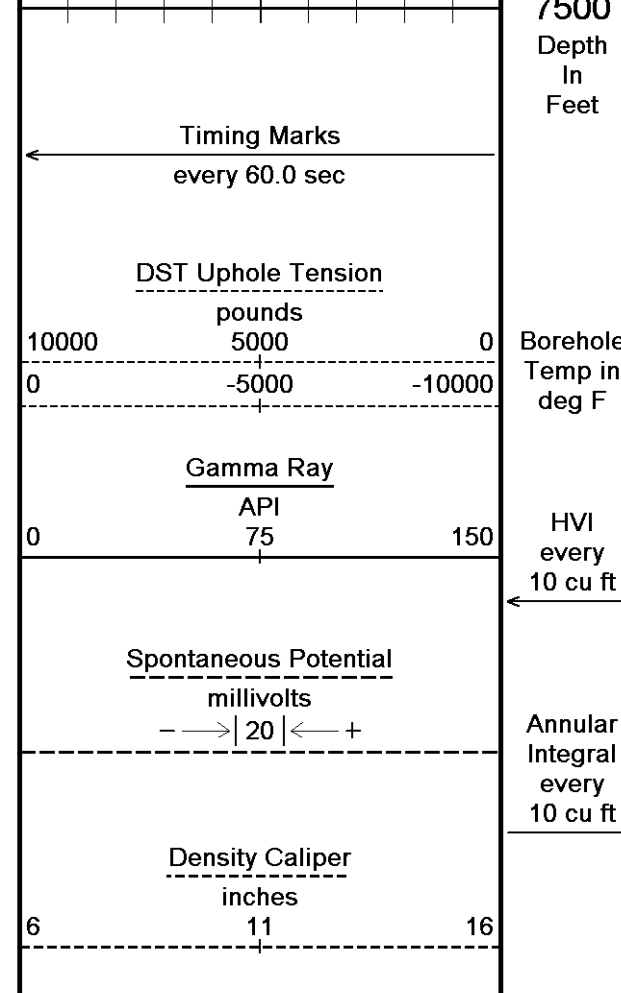 7500
Depth
In
Feet
Timing Marks
every 60.0 sec
DST Uphole Tension
pounds
10000 5000 0
0 -5000 -10000
Borehole
Temp in
deg F
Gamma Ray
API
0 75 150
HVI
every
10 cu ft
Spontaneous Potential
millivolts
− 20 +
Annular
Integral
every
10 cu ft
Density Caliper
inches
6 11 16